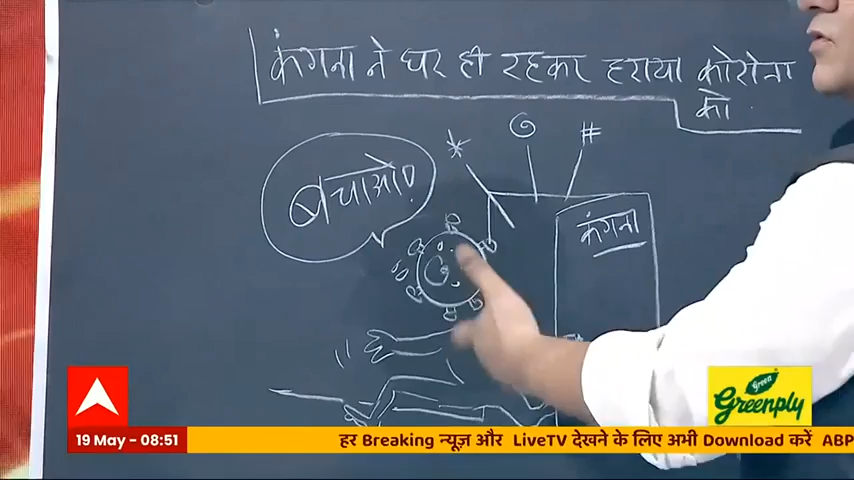 कंगना ने घर ही रहकर हराया कोरोना
को
बचाओ!
* @ #
कंगना
19 May - 08:51
हर Breaking न्यूज़ और LiveTV देखने के लिए अभी Download करें ABP
Green
Greenply